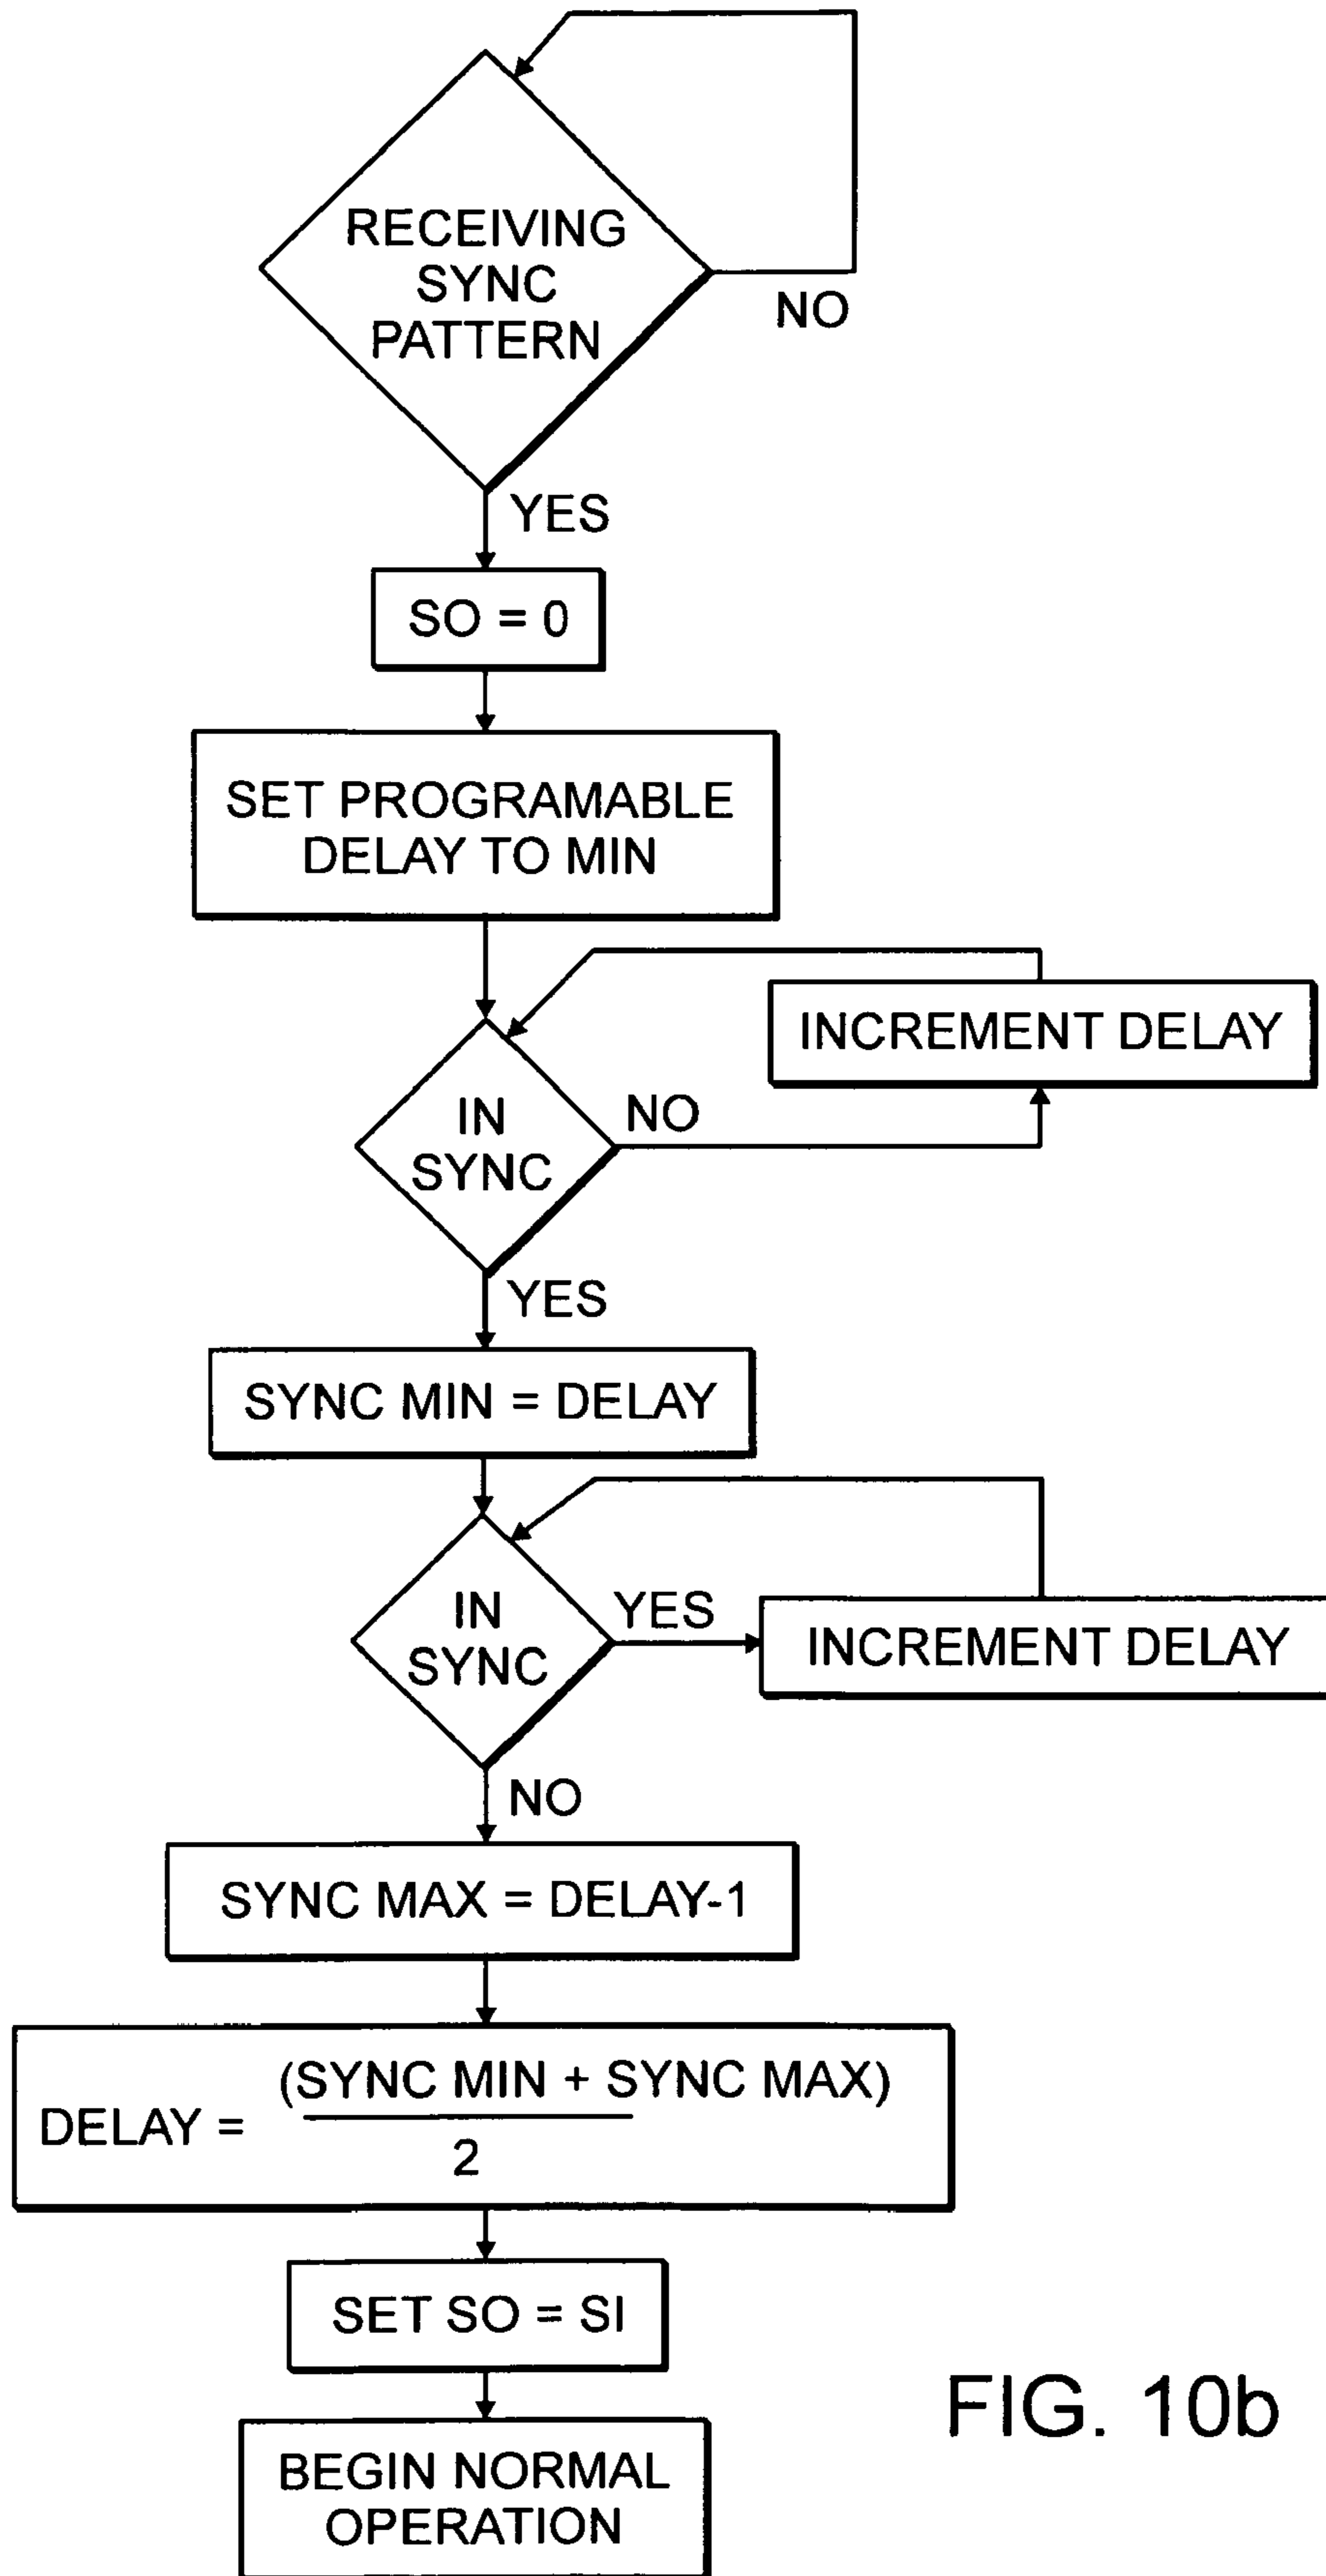 RECEIVING
SYNC
PATTERN
NO
YES
SO = 0
SET PROGRAMABLE
DELAY TO MIN
INCREMENT DELAY
IN
SYNC
NO
YES
SYNC MIN = DELAY
IN
SYNC
YES
INCREMENT DELAY
NO
SYNC MAX = DELAY-1
(SYNC MIN + SYNC MAX)
DELAY =
2
SET SO = SI
BEGIN NORMAL
OPERATION
FIG. 10b